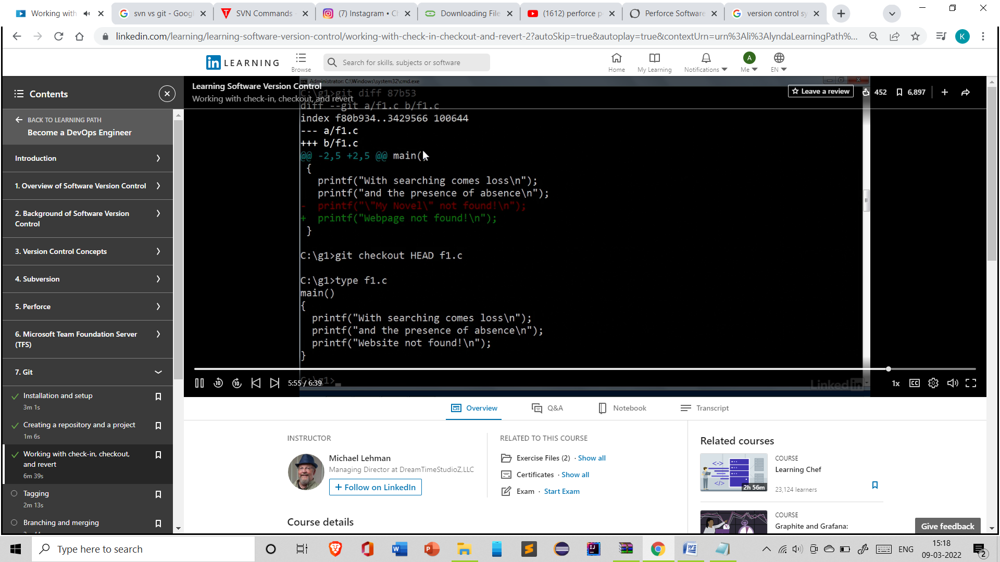 Working with
svn vs git - Googl
SVN Commands
(7) Instagram • Ch
Downloading File
(1612) perforce p
Perforce Software
version control sy
linkedin.com/learning/learning-software-version-control/working-with-check-in-checkout-and-revert-2?autoSkip=true&autoplay=true&contextUrn=urn%3Ali%3AlyndaLearningPath%...
K
in LEARNING
Browse
Search for skills, subjects or software
Home
My Learning
Notifications
A
Me
EN
Contents
BACK TO LEARNING PATH
Become a DevOps Engineer
Introduction
1. Overview of Software Version Control
2. Background of Software Version
Control
3. Version Control Concepts
4. Subversion
5. Perforce
6. Microsoft Team Foundation Server
(TFS)
7. Git
Installation and setup
3m 1s
Creating a repository and a project
1m 6s
Working with check-in, checkout,
and revert
6m 39s
Tagging
2m 13s
Branching and merging
Learning Software Version Control
Working with check-in, checkout, and revert
Administrator: C:\Windows\system32\cmd.exe
Leave a review
452
6,897
C:\g1>git diff 87b53
diff --git a/f1.c b/f1.c
index f80b934..3429566 100644
--- a/f1.c
+++ b/f1.c
@@ -2,5 +2,5 @@ main()
{
printf("With searching comes loss\n");
printf("and the presence of absence\n");
- printf("\"My Novel\" not found!\n");
+ printf("Webpage not found!\n");
}
C:\g1>git checkout HEAD f1.c
C:\g1>type f1.c
main()
{
printf("With searching comes loss\n");
printf("and the presence of absence\n");
printf("Website not found!\n");
}
C:\g1>_
10
10
5:55 / 6:39
Linked in
1x
CC
Overview
Q&A
Notebook
Transcript
INSTRUCTOR
Michael Lehman
Managing Director at DreamTimeStudioZ,LLC
+ Follow on LinkedIn
RELATED TO THIS COURSE
Exercise Files (2) · Show all
Certificates · Show all
Exam · Start Exam
Course details
Related courses
COURSE
Learning Chef
2h 56m
23,124 learners
COURSE
Graphite and Grafana:
Give feedback
Type here to search
ENG
15:18
09-03-2022
2